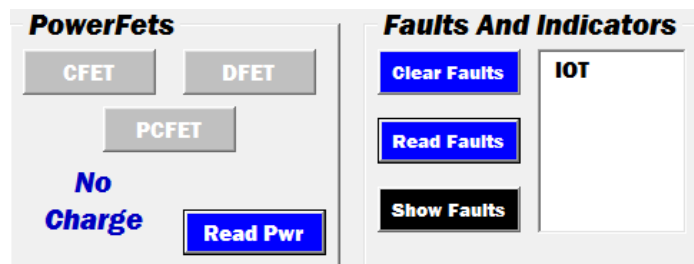 PowerFets
CFET
DFET
PCFET
No
Charge
Read Pwr
Faults And Indicators
Clear Faults
IOT
Read Faults
Show Faults